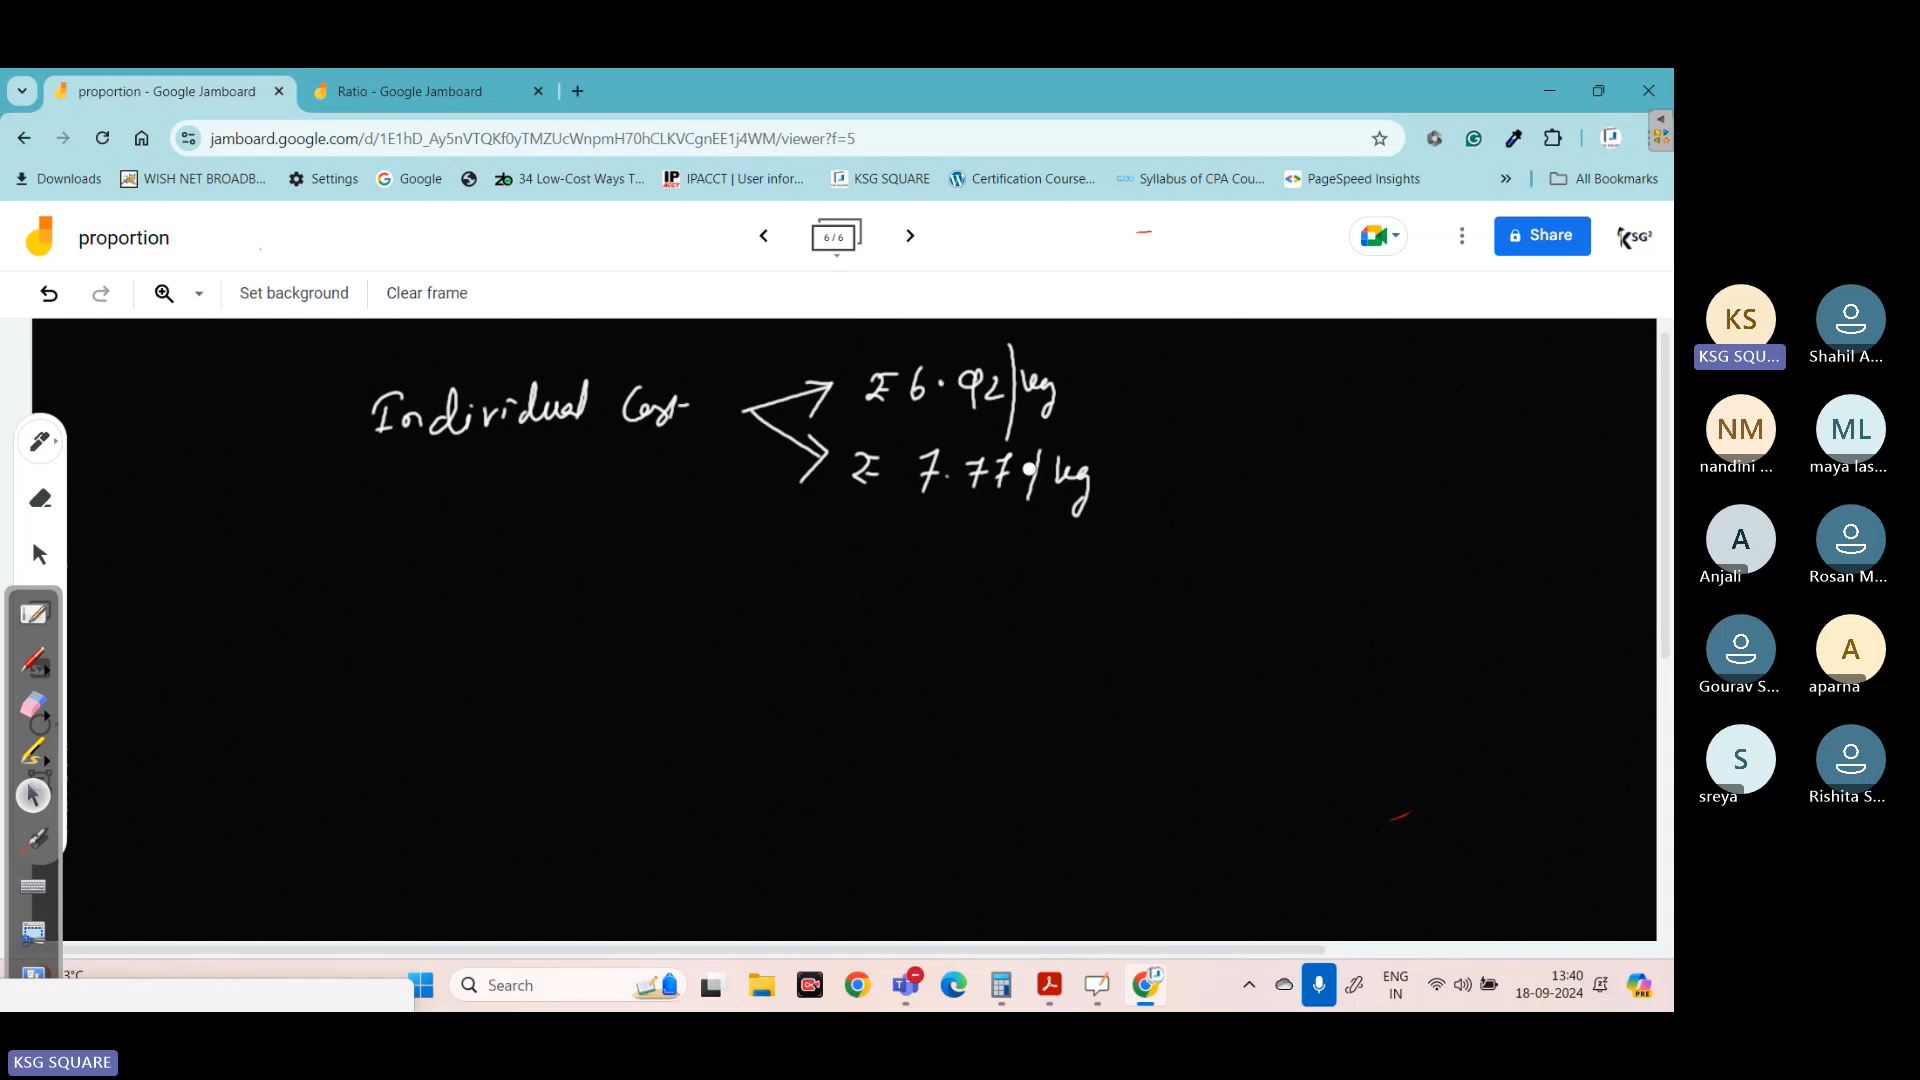 proportion - Google Jamboard
Ratio - Google Jamboard
jamboard.google.com/d/1E1hD_Ay5nVTQKf0yTMZUcWnpmH70hCLKVCgnEE1j4WM/viewer?f=5
Downloads WISH NET BROADB... Settings Google 34 Low-Cost Ways T... IPACCT | User infor... KSG SQUARE Certification Course... Syllabus of CPA Cou... PageSpeed Insights » All Bookmarks
proportion
6 / 6
Share
KSG²
Set background Clear frame
Individual Cost
₹ 6.92/kg
₹ 7.77/kg
KS
KSG SQU...
Shahil A...
NM
nandini ...
ML
maya las...
A
Anjali
Rosan M...
Gourav S...
A
aparna
S
sreya
Rishita S...
3°C
Search
ENG
IN
13:40
18-09-2024
PRE
KSG SQUARE